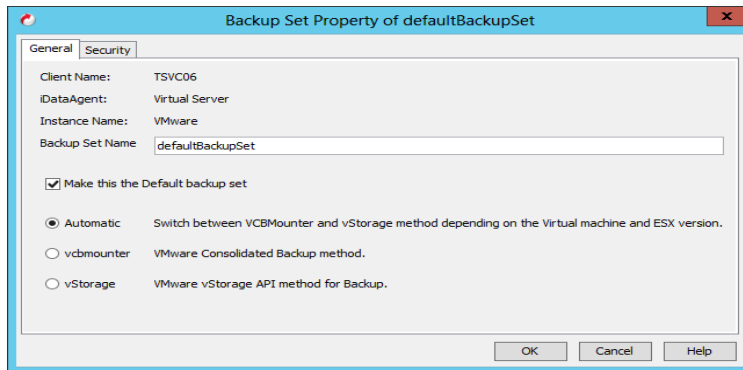 Backup Set Property of defaultBackupSet
x
General Security
Client Name: TSVC06
iDataAgent: Virtual Server
Instance Name: VMware
Backup Set Name defaultBackupSet
Make this the Default backup set
Automatic Switch between VCBMounter and vStorage method depending on the Virtual machine and ESX version.
vcbmounter VMware Consolidated Backup method.
vStorage VMware vStorage API method for Backup.
OK Cancel Help